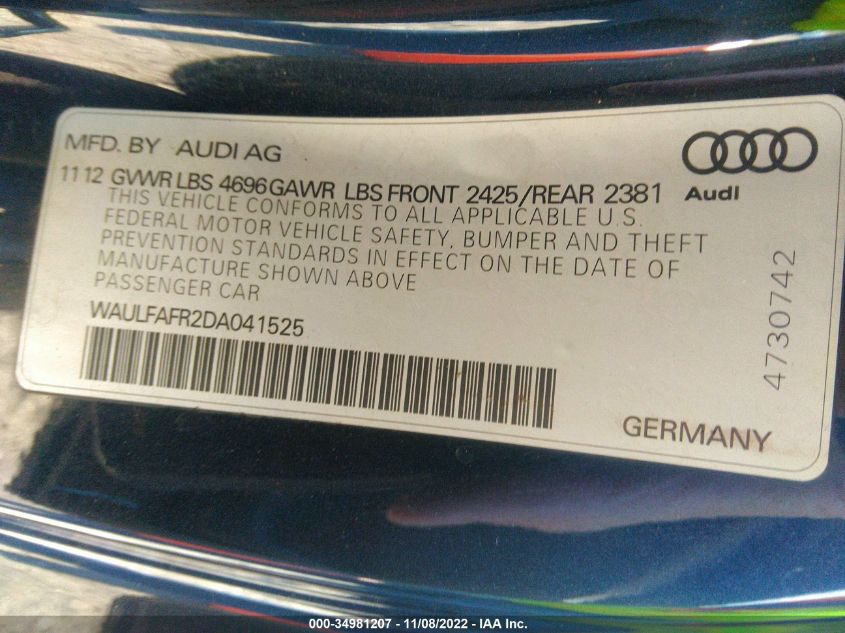 MFD. BY AUDI AG
Audi
11 12 GVWR LBS 4696 GAWR LBS FRONT 2425/REAR 2381
THIS VEHICLE CONFORMS TO ALL APPLICABLE U.S.
FEDERAL MOTOR VEHICLE SAFETY, BUMPER AND THEFT
PREVENTION STANDARDS IN EFFECT ON THE DATE OF
MANUFACTURE SHOWN ABOVE
PASSENGER CAR
WAULFAFR2DA041525
4730742
GERMANY
000-34981207 - 11/08/2022 - IAA Inc.